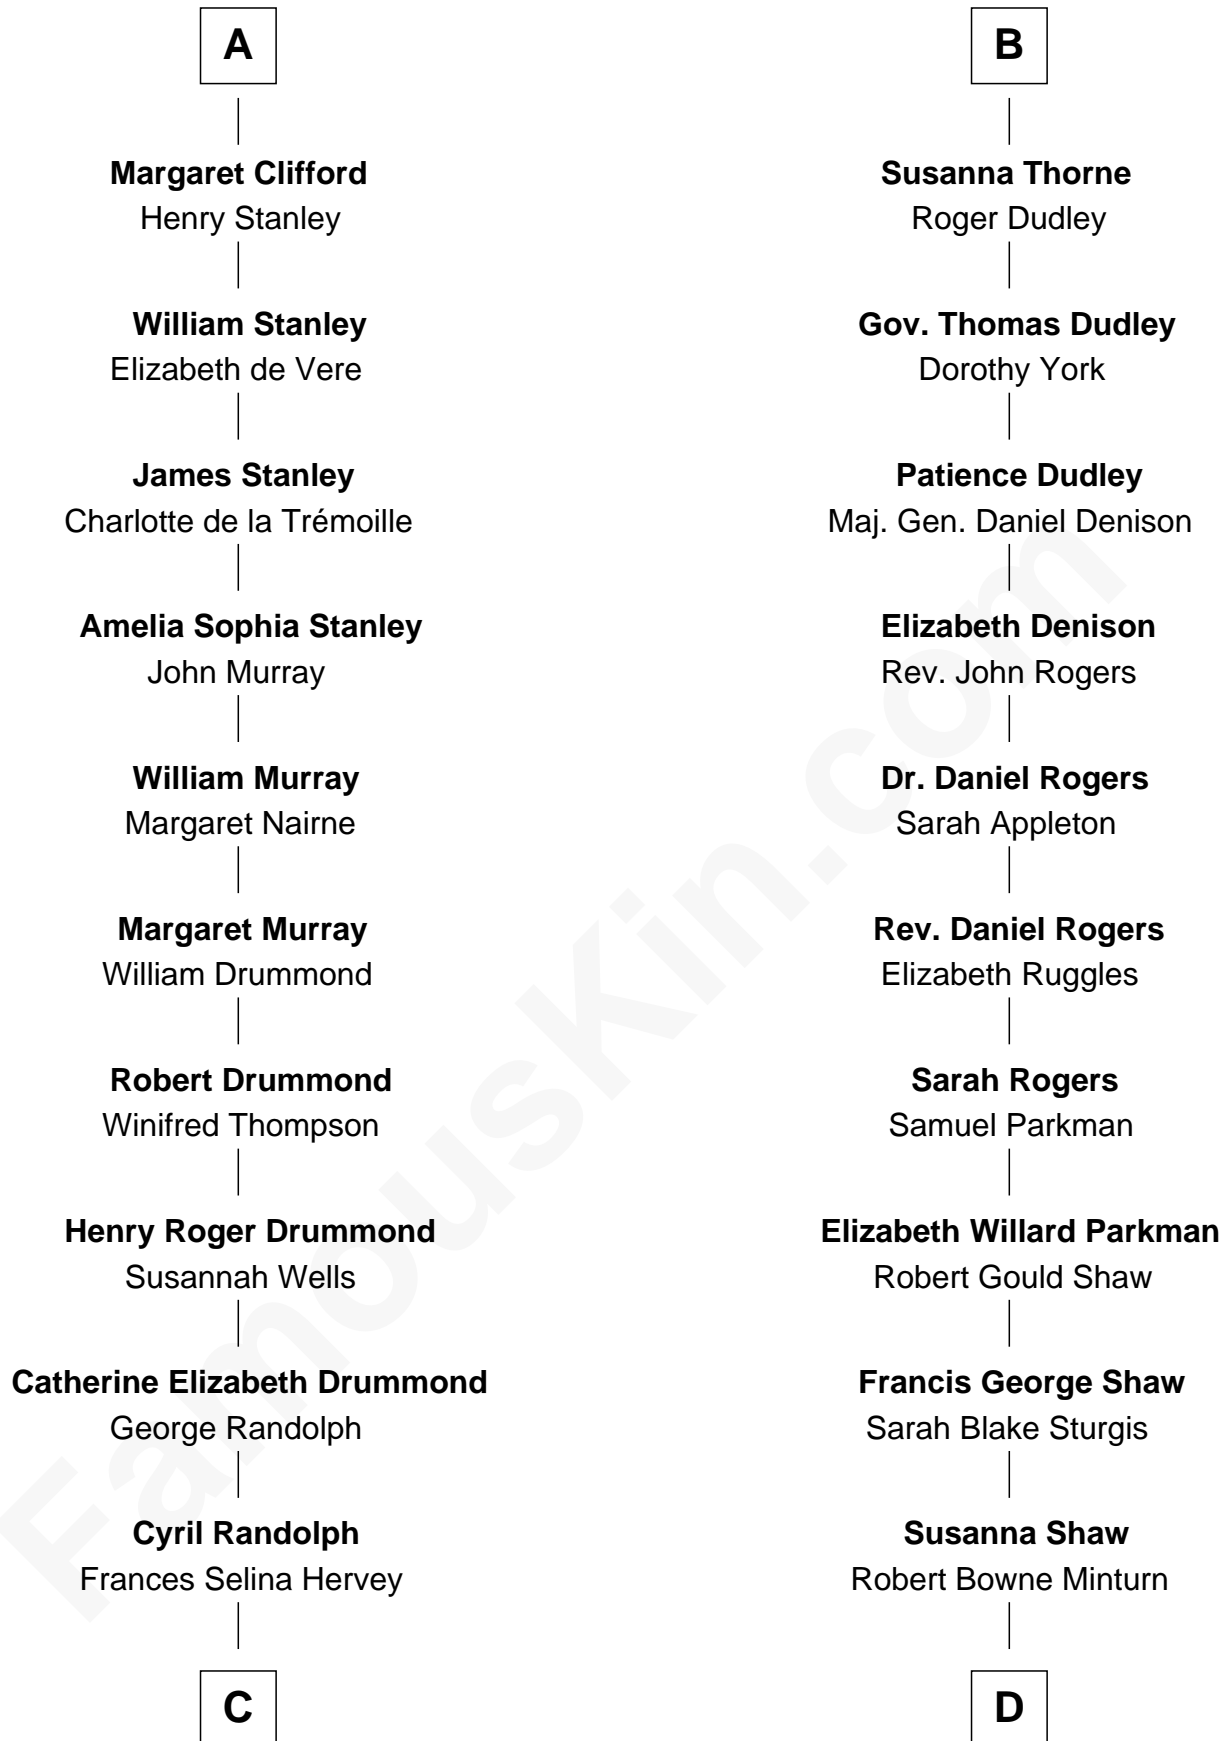 A
Margaret Clifford
Henry Stanley
William Stanley
Elizabeth de Vere
James Stanley
Charlotte de la Trémoille
Amelia Sophia Stanley
John Murray
William Murray
Margaret Nairne
Margaret Murray
William Drummond
Robert Drummond
Winifred Thompson
Henry Roger Drummond
Susannah Wells
Catherine Elizabeth Drummond
George Randolph
Cyril Randolph
Frances Selina Hervey
C
B
Susanna Thorne
Roger Dudley
Gov. Thomas Dudley
Dorothy York
Patience Dudley
Maj. Gen. Daniel Denison
Elizabeth Denison
Rev. John Rogers
Dr. Daniel Rogers
Sarah Appleton
Rev. Daniel Rogers
Elizabeth Ruggles
Sarah Rogers
Samuel Parkman
Elizabeth Willard Parkman
Robert Gould Shaw
Francis George Shaw
Sarah Blake Sturgis
Susanna Shaw
Robert Bowne Minturn
D
FamousKin.com